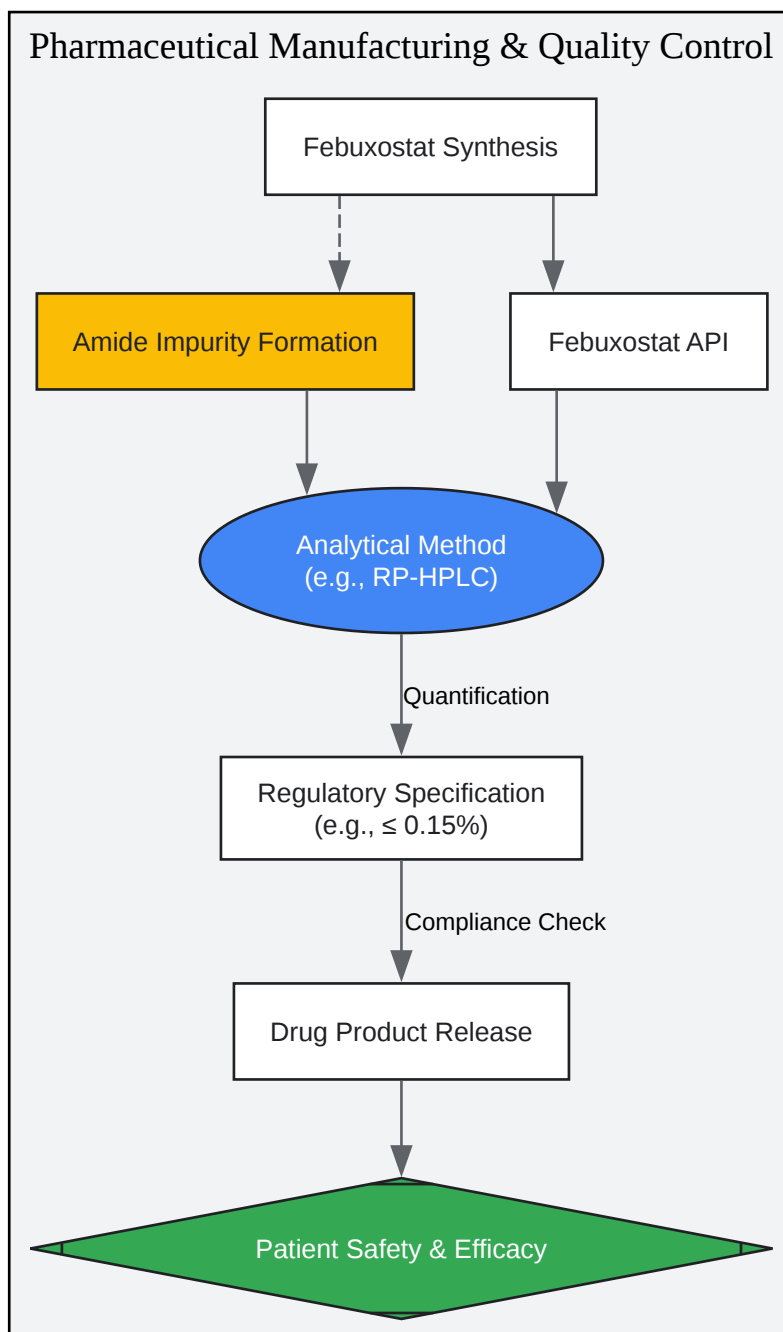 Pharmaceutical Manufacturing & Quality Control
Febuxostat Synthesis
Amide Impurity Formation
Febuxostat API
Analytical Method
(e.g., RP-HPLC)
Quantification
Regulatory Specification
(e.g., ≤ 0.15%)
Compliance Check
Drug Product Release
Patient Safety & Efficacy